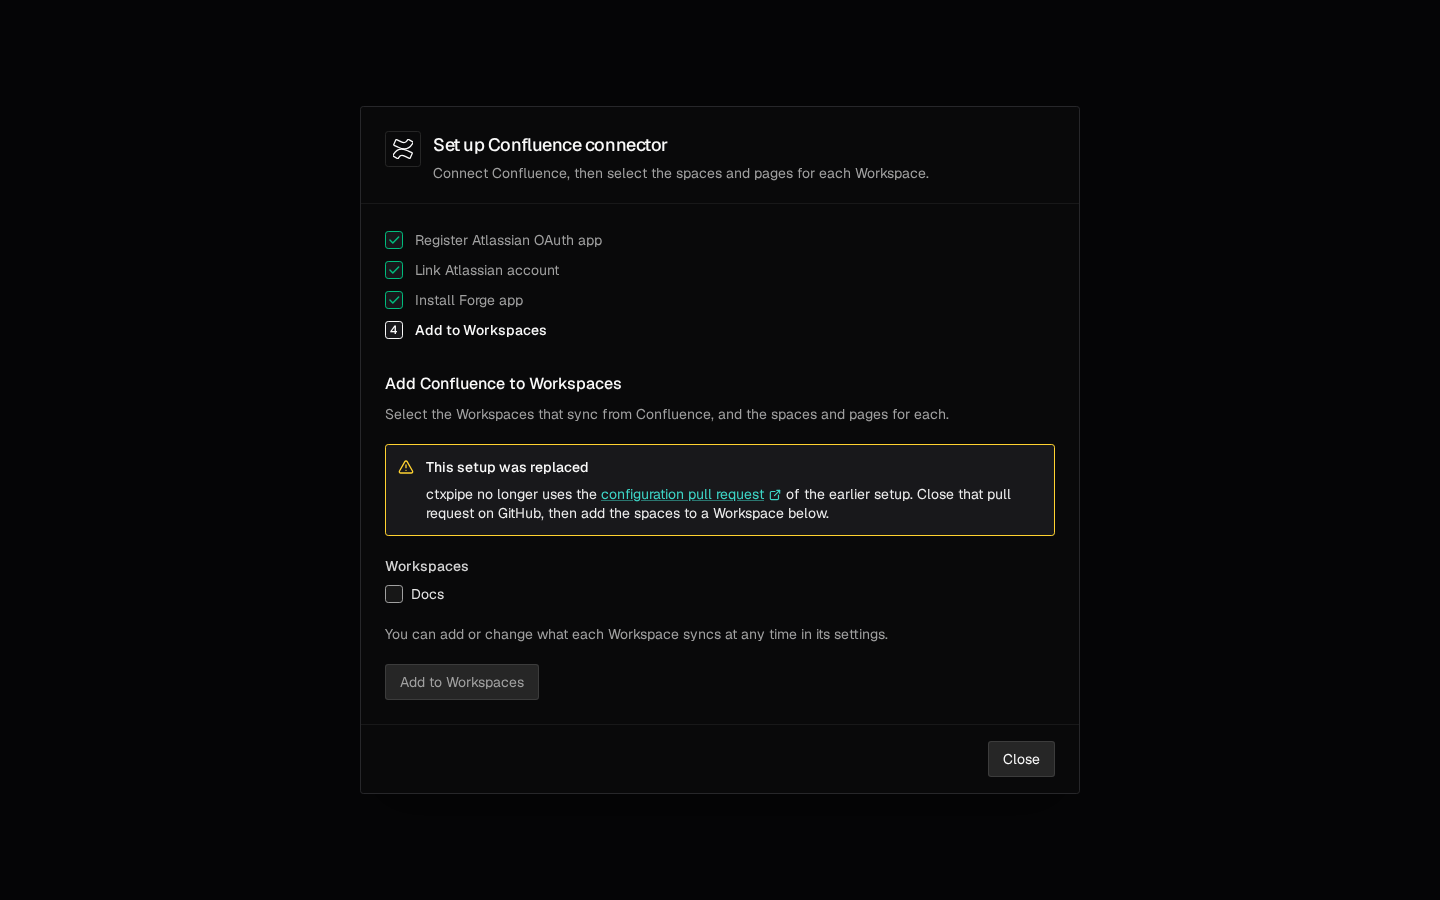 Set up Confluence connector
Connect Confluence, then select the spaces and pages for each Workspace.
Register Atlassian OAuth app
Link Atlassian account
Install Forge app
4 Add to Workspaces
Add Confluence to Workspaces
Select the Workspaces that sync from Confluence, and the spaces and pages for each.
This setup was replaced
ctxpipe no longer uses the configuration pull request of the earlier setup. Close that pull
request on GitHub, then add the spaces to a Workspace below.
Workspaces
Docs
You can add or change what each Workspace syncs at any time in its settings.
Add to Workspaces
Close